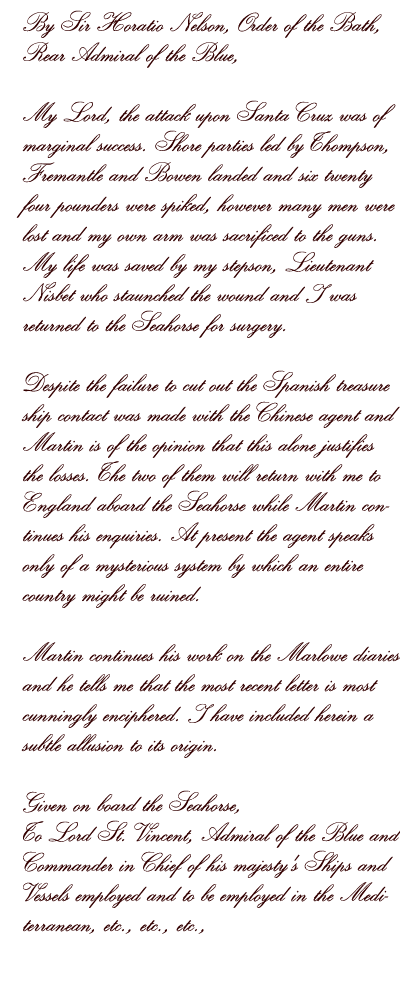 By Sir Horatio Nelson, Order of the Bath,
Rear Admiral of the Blue,
My Lord, the attack upon Santa Cruz was of
marginal success. Shore parties led by Thompson,
Fremantle and Bowen landed and six twenty
four pounders were spiked, however many men were
lost and my own arm was sacrificed to the guns.
My life was saved by my stepson, Lieutenant
Nisbet who staunched the wound and I was
returned to the Seahorse for surgery.
Despite the failure to cut out the Spanish treasure
ship contact was made with the Chinese agent and
Martin is of the opinion that this alone justifies
the losses. The two of them will return with me to
England aboard the Seahorse while Martin con-
tinues his enquiries. At present the agent speaks
only of a mysterious system by which an entire
country might be ruined.
Martin continues his work on the Marlowe diaries
and he tells me that the most recent letter is most
cunningly enciphered. I have included herein a
subtle allusion to its origin.
Given on board the Seahorse,
To Lord St. Vincent, Admiral of the Blue and
Commander in Chief of his majesty's Ships and
Vessels employed and to be employed in the Medi-
terranean, etc., etc., etc.,